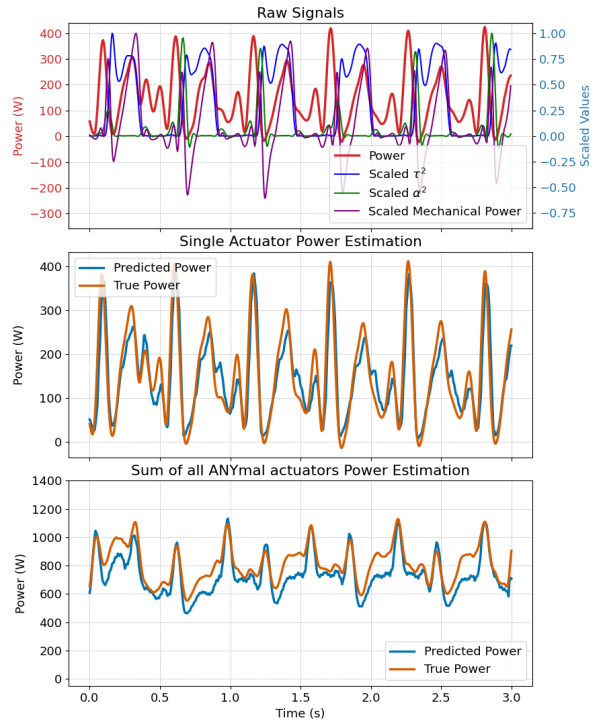 Raw Signals
400
300
200
100
0
−100
−200
−300
Power (W)
1.00
0.75
0.50
0.25
0.00
−0.25
−0.50
−0.75
Scaled Values
Power
Scaled τ²
Scaled α²
Scaled Mechanical Power
Single Actuator Power Estimation
400
300
200
100
0
Power (W)
Predicted Power
True Power
Sum of all ANYmal actuators Power Estimation
1400
1200
1000
800
600
400
200
0
Power (W)
Predicted Power
True Power
0.0 0.5 1.0 1.5 2.0 2.5 3.0
Time (s)